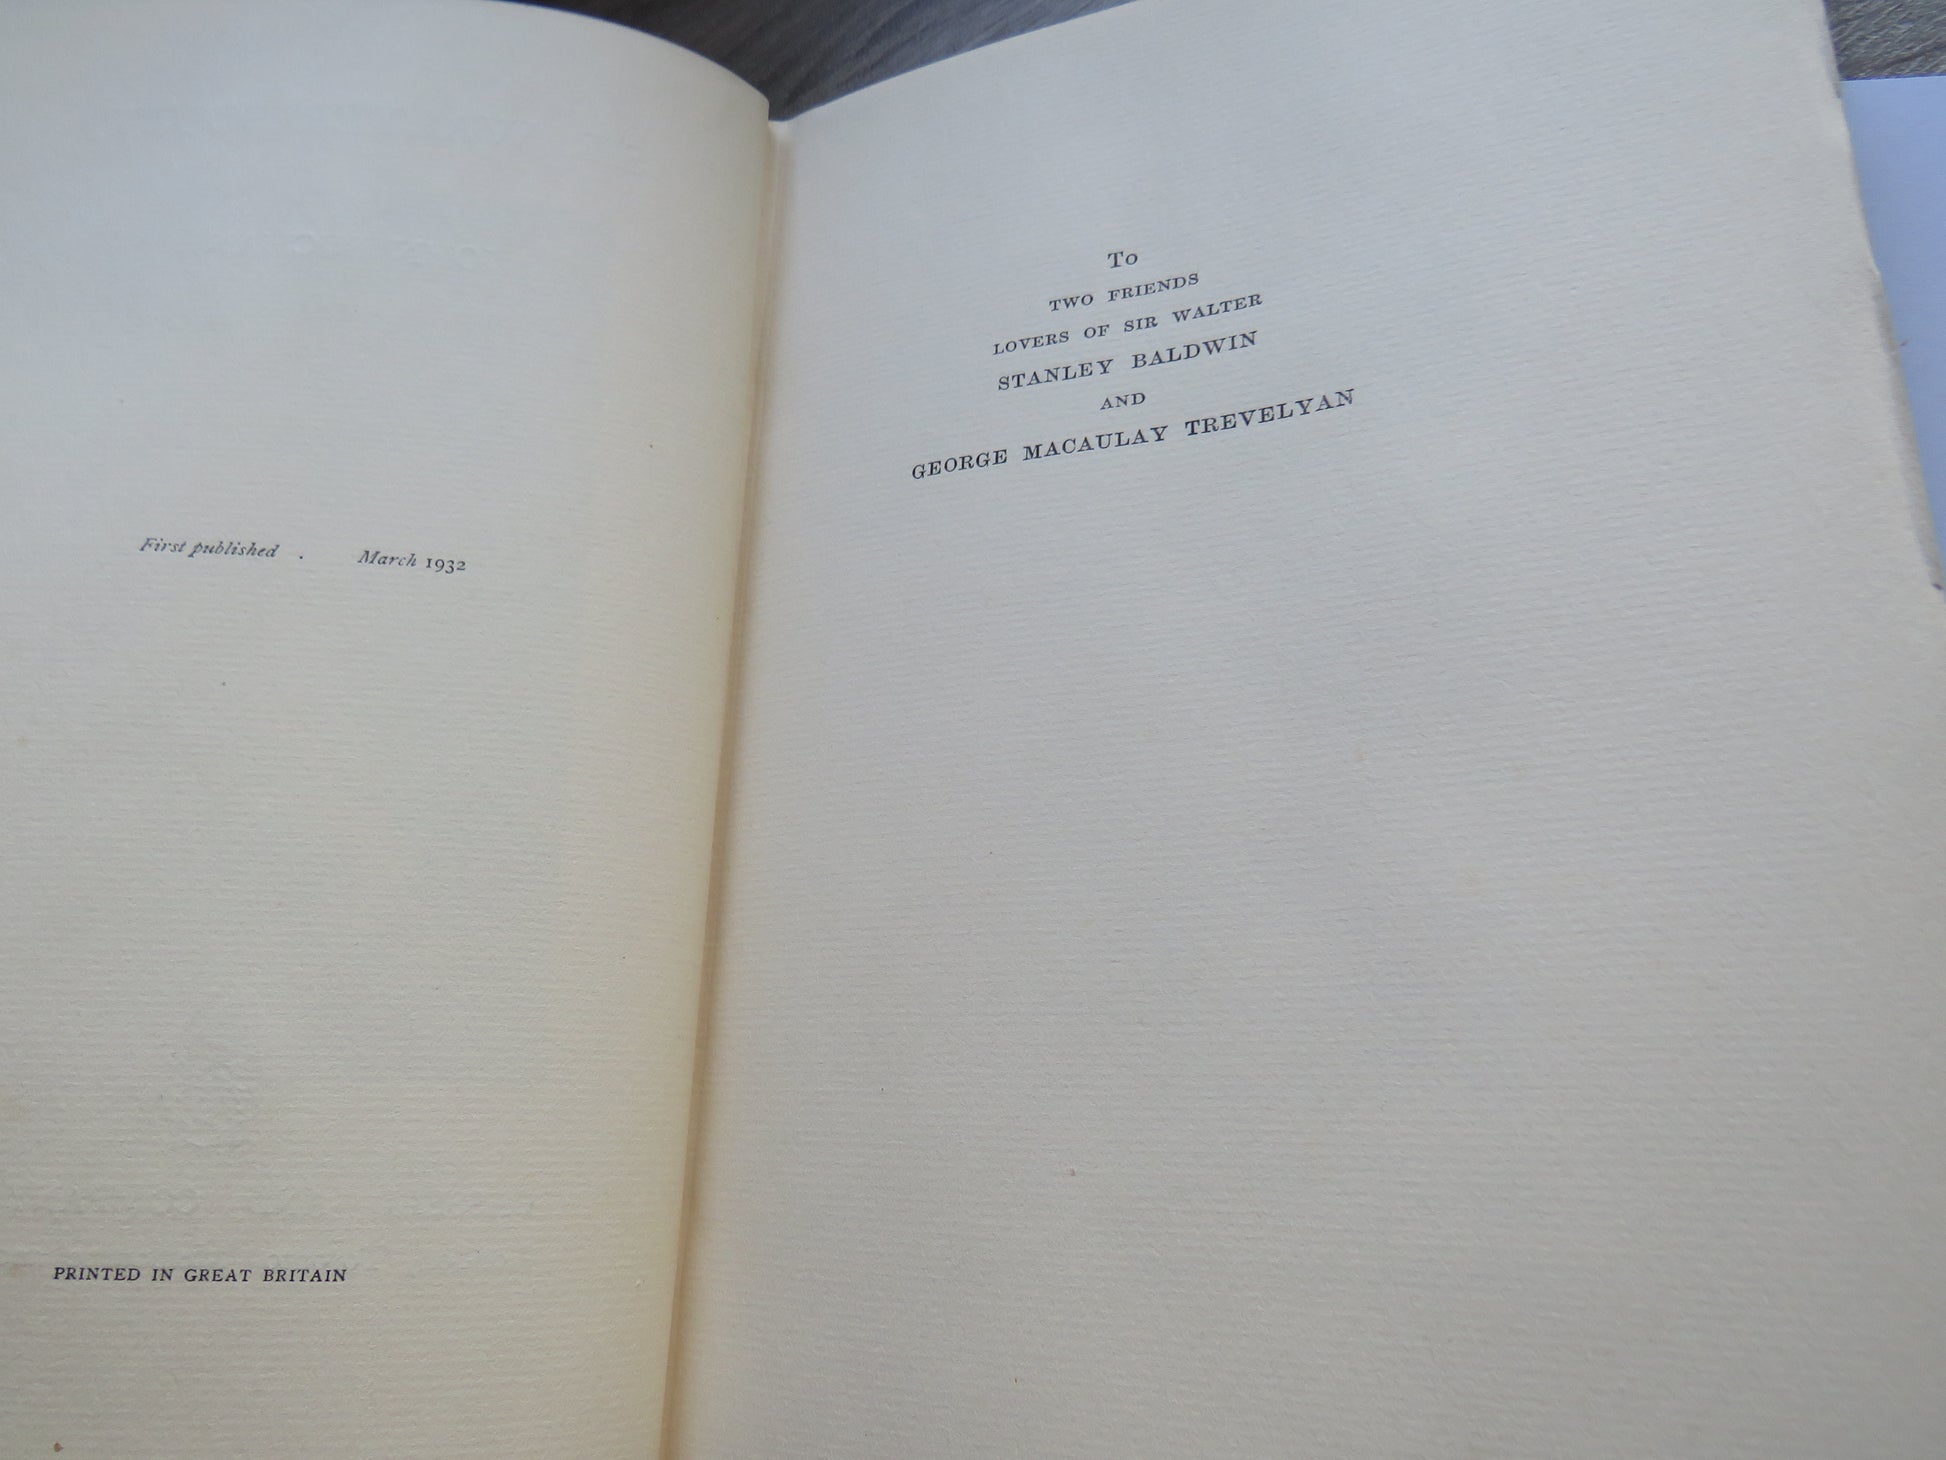 First published . March 1932
PRINTED IN GREAT BRITAIN
To
TWO FRIENDS
LOVERS OF SIR WALTER
STANLEY BALDWIN
AND
GEORGE MACAULAY TREVELYAN